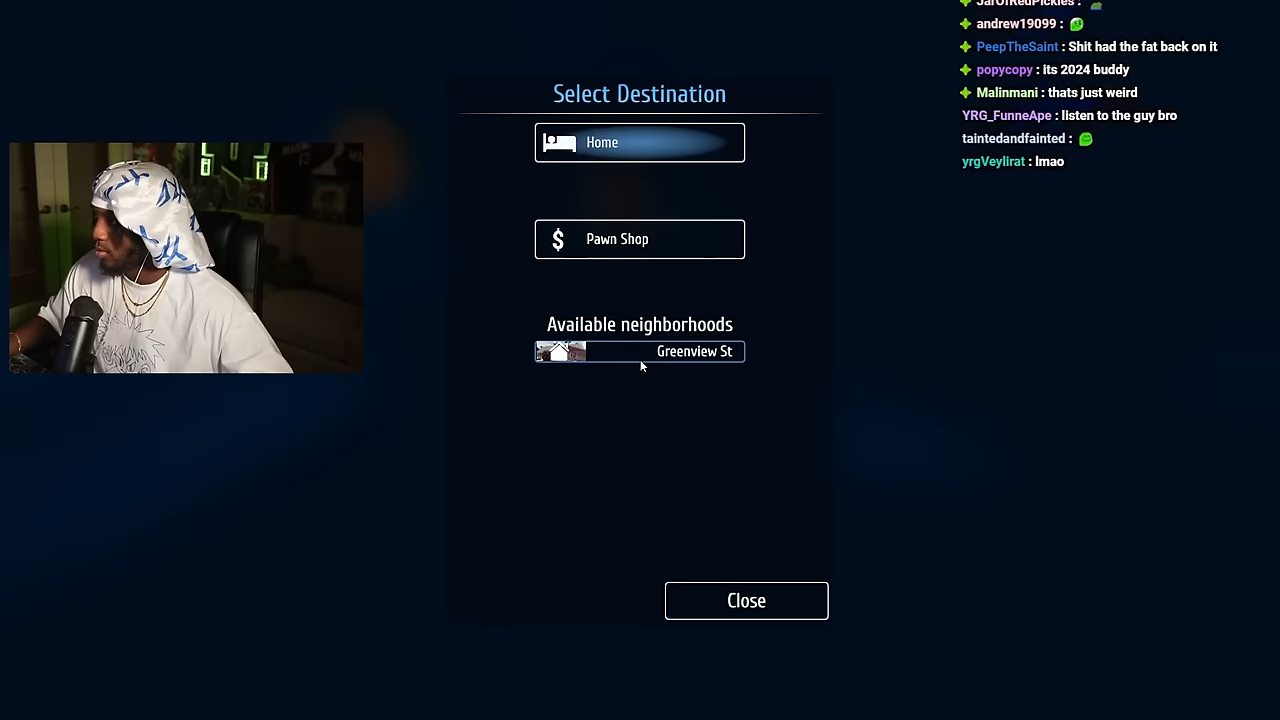 JarOfRedPickles :
andrew19099 :
PeepTheSaint : Shit had the fat back on it
popycopy : its 2024 buddy
Malinmani : thats just weird
YRG_FunneApe : listen to the guy bro
taintedandfainted :
yrgVeylirat : lmao
Select Destination
Home
$ Pawn Shop
Available neighborhoods
Greenview St
Close